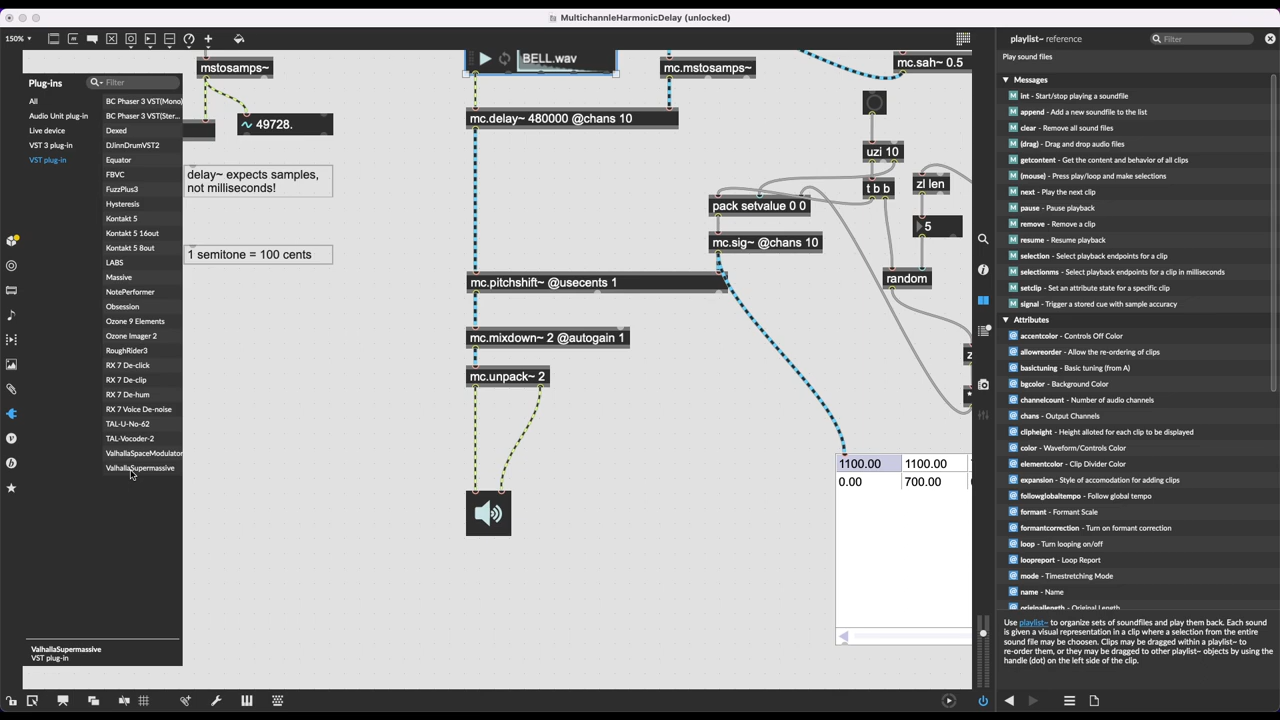 MultichannleHarmonicDelay (unlocked)
150%
Plug-ins
Filter
All
Audio Unit plug-in
Live device
VST 3 plug-in
VST plug-in
BC Phaser 3 VST(Mono)
BC Phaser 3 VST(Ster...
Dexed
DJinnDrumVST2
Equator
FBVC
FuzzPlus3
Hysteresis
Kontakt 5
Kontakt 5 16out
Kontakt 5 8out
LABS
Massive
NotePerformer
Obsession
Ozone 9 Elements
Ozone Imager 2
RoughRider3
RX 7 De-click
RX 7 De-clip
RX 7 De-hum
RX 7 Voice De-noise
TAL-U-No-62
TAL-Vocoder-2
ValhallaSpaceModulator
ValhallaSupermassive
ValhallaSupermassive
VST plug-in
mstosamps~
49728.
delay~ expects samples,
not milliseconds!
1 semitone = 100 cents
BELL.wav
mc.mstosamps~
mc.delay~ 480000 @chans 10
mc.pitchshift~ @usecents 1
mc.mixdown~ 2 @autogain 1
mc.unpack~ 2
mc.sah~ 0.5
uzi 10
t b b
zl len
pack setvalue 0 0
5
mc.sig~ @chans 10
random
z
*
1100.00 1100.00
0.00 700.00
playlist~ reference
Filter
Play sound files
Messages
int - Start/stop playing a soundfile
append - Add a new soundfile to the list
clear - Remove all sound files
(drag) - Drag and drop audio files
getcontent - Get the content and behavior of all clips
(mouse) - Press play/loop and make selections
next - Play the next clip
pause - Pause playback
remove - Remove a clip
resume - Resume playback
selection - Select playback endpoints for a clip
selectionms - Select playback endpoints for a clip in milliseconds
setclip - Set an attribute state for a specific clip
signal - Trigger a stored cue with sample accuracy
Attributes
accentcolor - Controls Off Color
allowreorder - Allow the re-ordering of clips
basictuning - Basic tuning (from A)
bgcolor - Background Color
channelcount - Number of audio channels
chans - Output Channels
clipheight - Height alloted for each clip to be displayed
color - Waveform/Controls Color
elementcolor - Clip Divider Color
expansion - Style of accomodation for adding clips
followglobaltempo - Follow global tempo
formant - Formant Scale
formantcorrection - Turn on formant correction
loop - Turn looping on/off
loopreport - Loop Report
mode - Timestretching Mode
name - Name
originallength - Original Length
Use playlist~ to organize sets of soundfiles and play them back. Each sound
is given a visual representation in a clip where a selection from the entire
sound file may be choosen. Clips may be dragged within a playlist~ to
re-order them, or they may be dragged to other playlist~ objects by using the
handle (dot) on the left side of the clip.